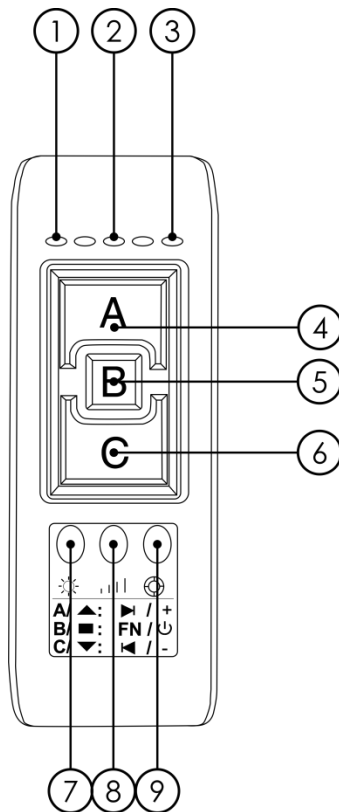 1 2 3
A
4
B
5
C
6
A/▲: ▶| / +
B/■: FN / ⏻
C/▼: |◀ / -
7 8 9